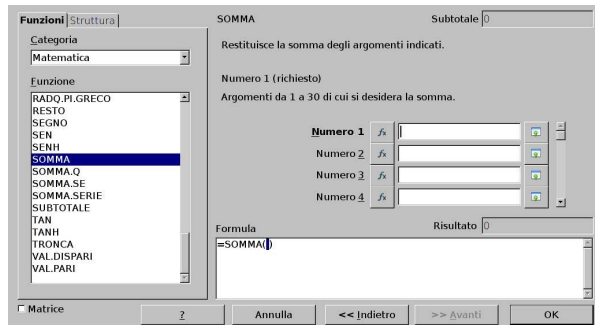 Funzioni Struttura
Categoria
Matematica
Funzione
RADQ.PI.GRECO
RESTO
SEGNO
SEN
SENH
SOMMA
SOMMA.Q
SOMMA.SE
SOMMA.SERIE
SUBTOTALE
TAN
TANH
TRONCA
VAL.DISPARI
VAL.PARI
SOMMA Subtotale 0
Restituisce la somma degli argomenti indicati.
Numero 1 (richiesto)
Argomenti da 1 a 30 di cui si desidera la somma.
Numero 1 fx
Numero 2 fx
Numero 3 fx
Numero 4 fx
Formula Risultato 0
=SOMMA()
Matrice ? Annulla << Indietro >> Avanti OK